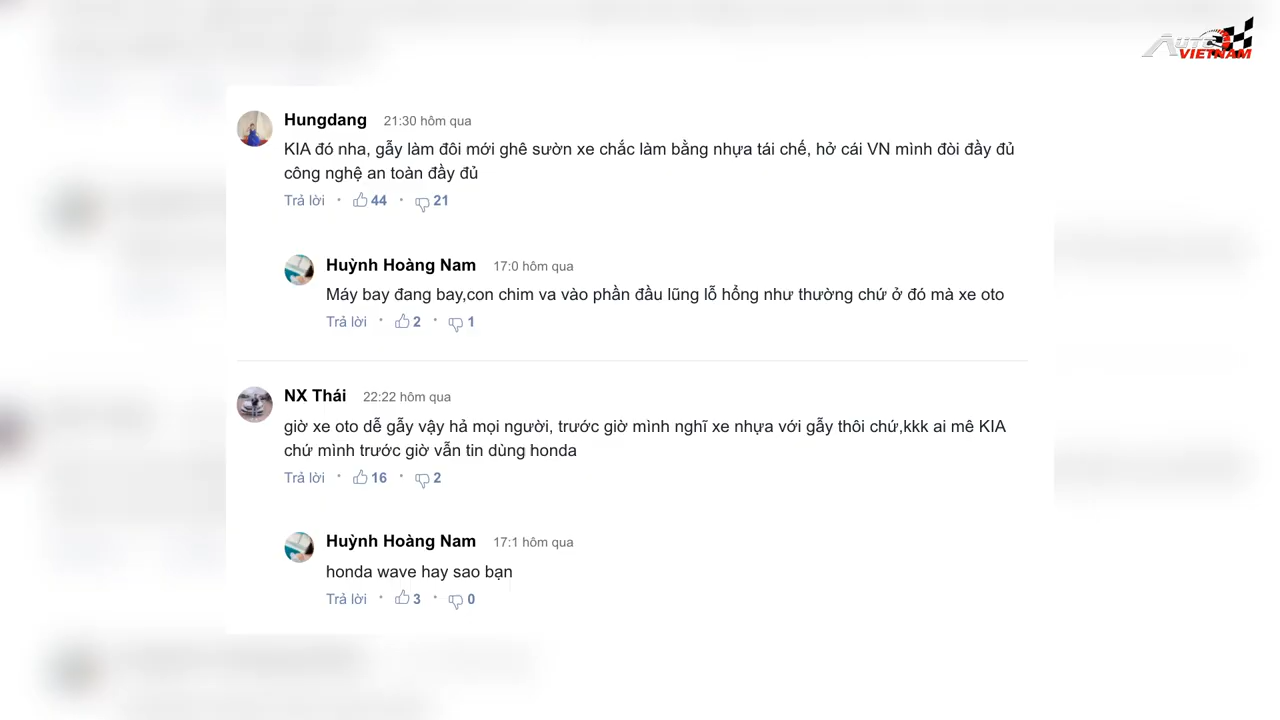 AUTO
VIETNAM
Hungdang 21:30 hôm qua
KIA đó nha, gẫy làm đôi mới ghê sườn xe chắc làm bằng nhựa tái chế, hở cái VN mình đòi đầy đủ
công nghệ an toàn đầy đủ
Trả lời • 44 • 21
Huỳnh Hoàng Nam 17:0 hôm qua
Máy bay đang bay,con chim va vào phần đầu lũng lỗ hổng như thường chứ ở đó mà xe oto
Trả lời • 2 • 1
NX Thái 22:22 hôm qua
giờ xe oto dễ gẫy vậy hả mọi người, trước giờ mình nghĩ xe nhựa với gẫy thôi chứ,kkk ai mê KIA
chứ mình trước giờ vẫn tin dùng honda
Trả lời • 16 • 2
Huỳnh Hoàng Nam 17:1 hôm qua
honda wave hay sao bạn
Trả lời • 3 • 0